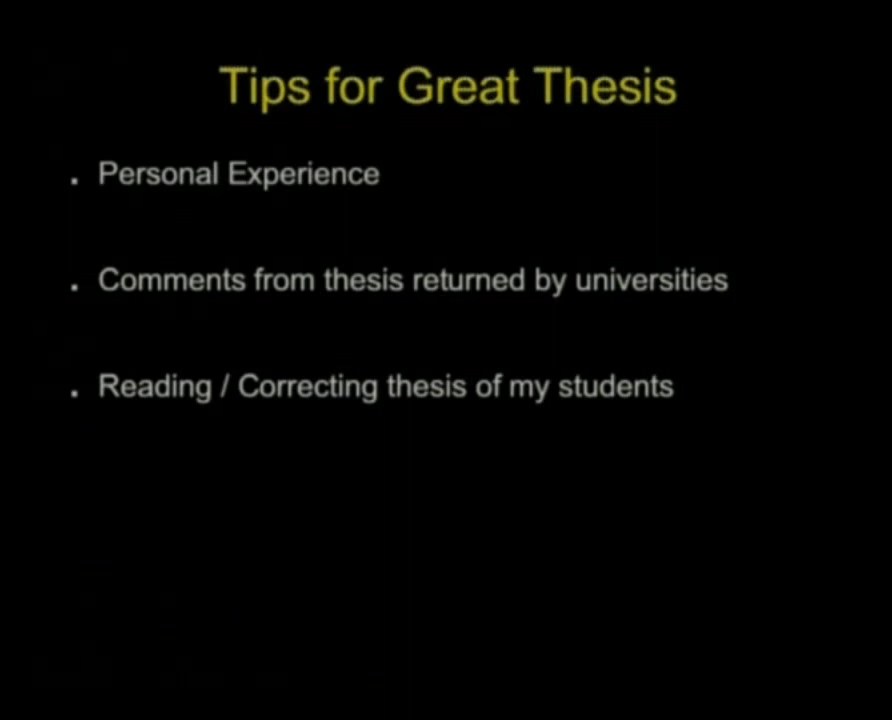 Tips for Great Thesis
. Personal Experience
. Comments from thesis returned by universities
. Reading / Correcting thesis of my students